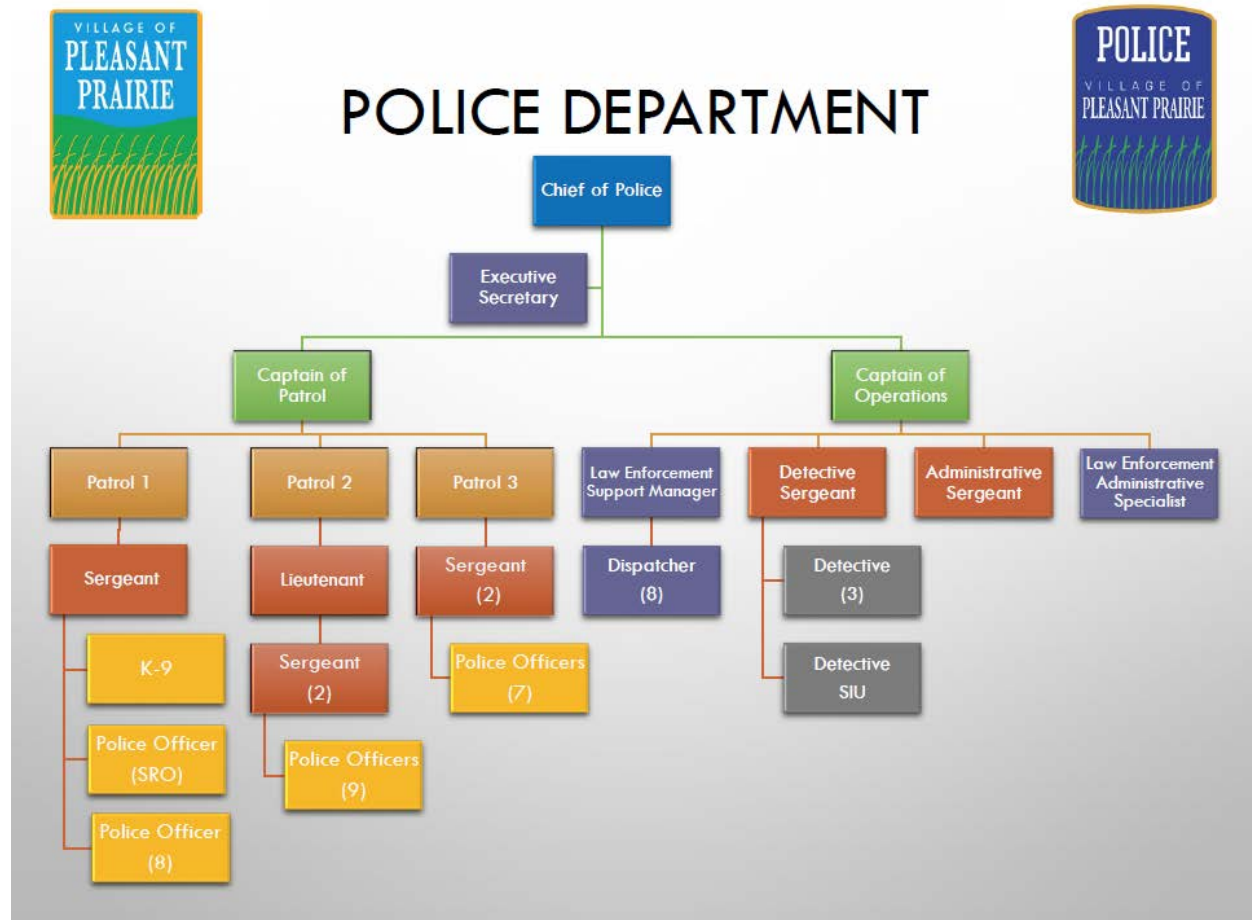 VILLAGE OF
PLEASANT
PRAIRIE
POLICE DEPARTMENT
POLICE
VILLAGE OF
PLEASANT PRAIRIE
Chief of Police
Executive
Secretary
Captain of
Patrol
Captain of
Operations
Patrol 1
Patrol 2
Patrol 3
Law Enforcement
Support Manager
Detective
Sergeant
Administrative
Sergeant
Law Enforcement
Administrative
Specialist
Sergeant
Lieutenant
Sergeant
(2)
Dispatcher
(8)
Detective
(3)
K-9
Sergeant
(2)
Police Officers
(7)
Detective
SIU
Police Officer
(SRO)
Police Officers
(9)
Police Officer
(8)